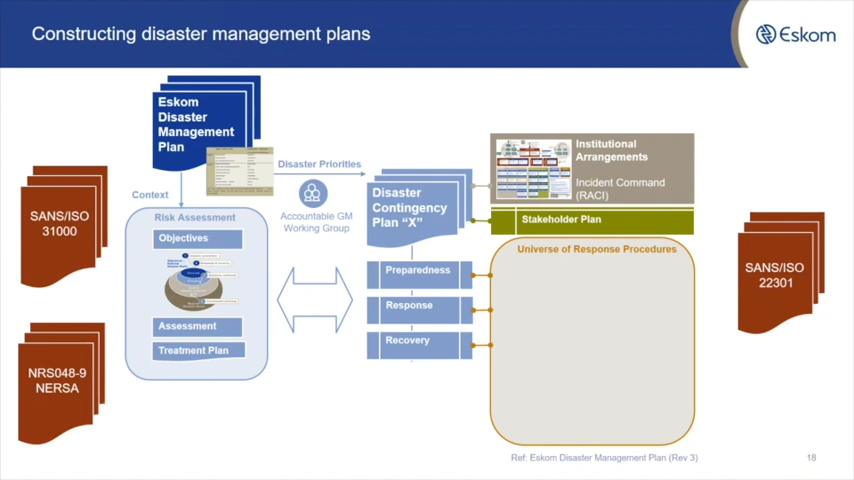 Constructing disaster management plans
Eskom
Eskom
Disaster
Management
Plan
Disaster Priorities
Context
Accountable GM
Working Group
Disaster
Contingency
Plan “X”
Institutional
Arrangements
Incident Command
(RACI)
Stakeholder Plan
SANS/ISO
31000
Risk Assessment
Objectives
Assessment
Treatment Plan
Preparedness
Response
Recovery
Universe of Response Procedures
SANS/ISO
22301
NRS048-9
NERSA
Ref: Eskom Disaster Management Plan (Rev 3)
18